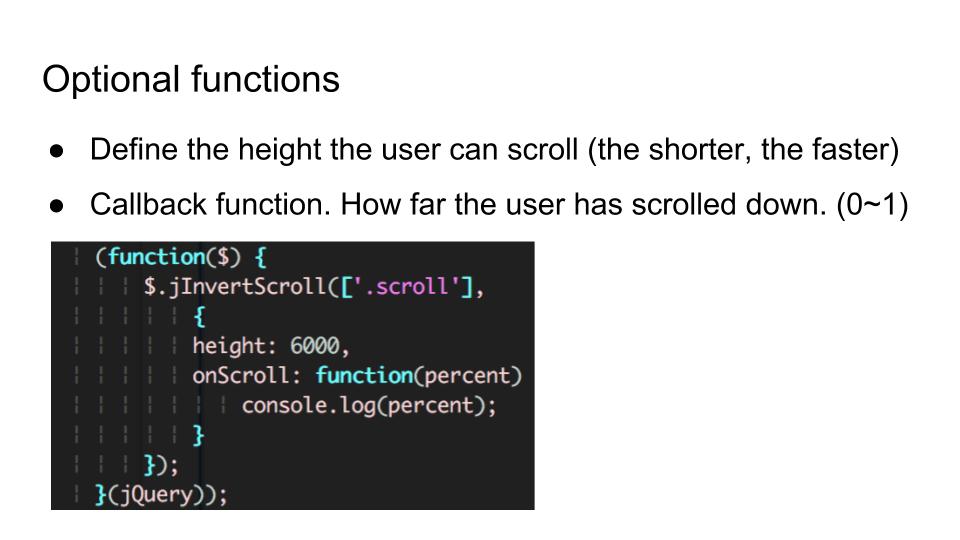 Optional functions
● Define the height the user can scroll (the shorter, the faster)
● Callback function. How far the user has scrolled down. (0~1)
(function($) {
$.jInvertScroll(['.scroll'],
{
height: 6000,
onScroll: function(percent)
console.log(percent);
}
});
}(jQuery));